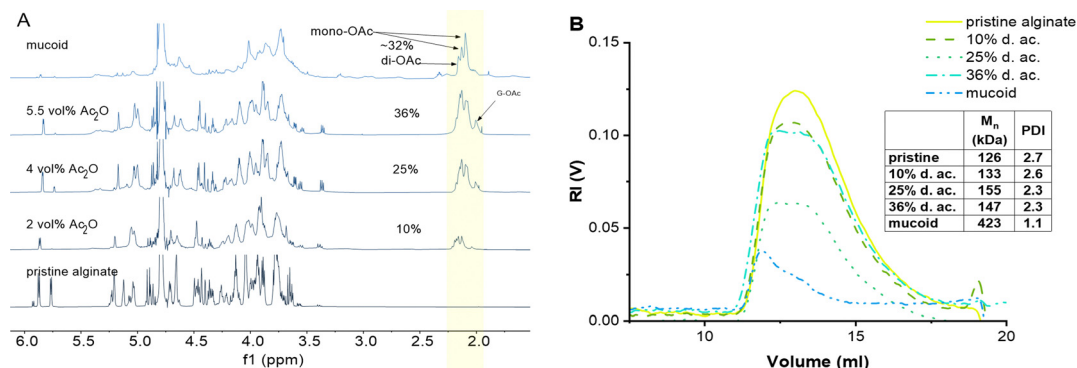 A
mucoid
mono-OAc
~32%
di-OAc
5.5 vol% Ac2O
36%
G-OAc
4 vol% Ac2O
25%
2 vol% Ac2O
10%
pristine alginate
6.0 5.5 5.0 4.5 4.0 3.5 3.0 2.5 2.0
f1 (ppm)
B
pristine alginate
10% d. ac.
25% d. ac.
36% d. ac.
mucoid
Mn (kDa) PDI
pristine 126 2.7
10% d. ac. 133 2.6
25% d. ac. 155 2.3
36% d. ac. 147 2.3
mucoid 423 1.1
0.15
0.10
0.05
0.00
RI (V)
10 15 20
Volume (ml)